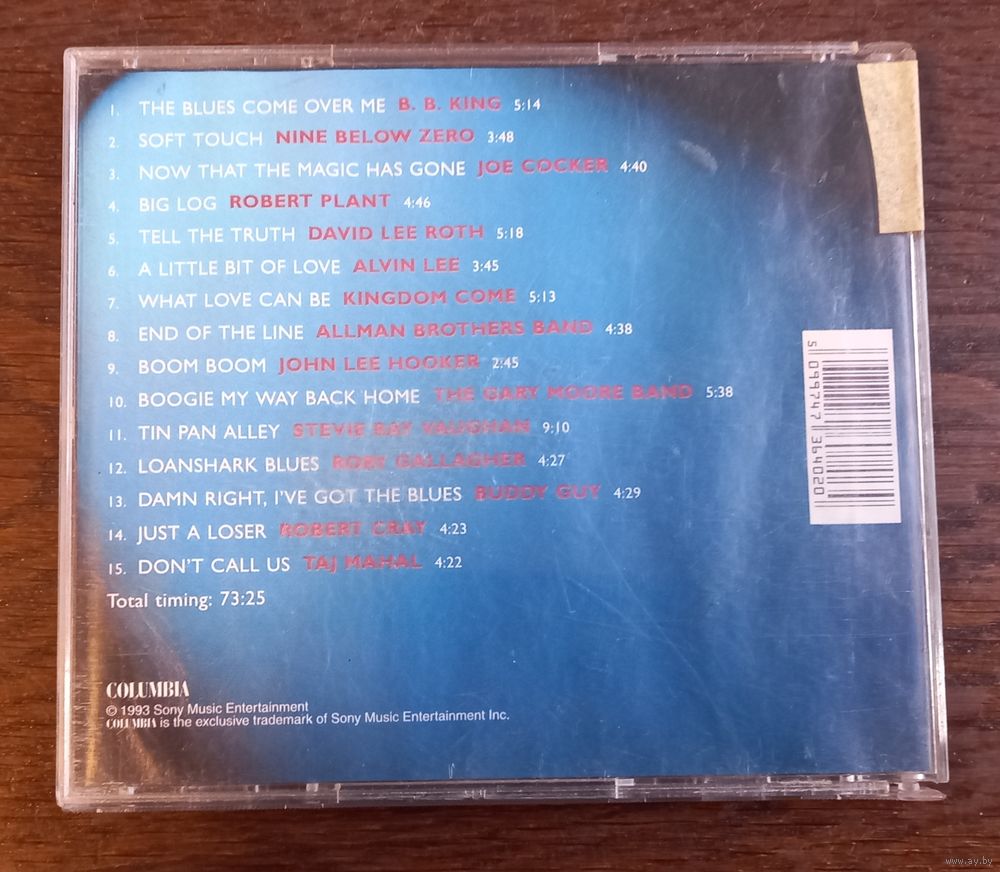 1. THE BLUES COME OVER ME B. B. KING 5:14
2. SOFT TOUCH NINE BELOW ZERO 3:48
3. NOW THAT THE MAGIC HAS GONE JOE COCKER 4:40
4. BIG LOG ROBERT PLANT 4:46
5. TELL THE TRUTH DAVID LEE ROTH 5:18
6. A LITTLE BIT OF LOVE ALVIN LEE 3:45
7. WHAT LOVE CAN BE KINGDOM COME 5:13
8. END OF THE LINE ALLMAN BROTHERS BAND 4:38
9. BOOM BOOM JOHN LEE HOOKER 2:45
10. BOOGIE MY WAY BACK HOME THE GARY MOORE BAND 5:38
11. TIN PAN ALLEY STEVIE RAY VAUGHAN 9:10
12. LOANSHARK BLUES RORY GALLAGHER 4:27
13. DAMN RIGHT, I'VE GOT THE BLUES BUDDY GUY 4:29
14. JUST A LOSER ROBERT CRAY 4:23
15. DON'T CALL US TAJ MAHAL 4:22
Total timing: 73:25
COLUMBIA
© 1993 Sony Music Entertainment
COLUMBIA is the exclusive trademark of Sony Music Entertainment Inc.
5 099747 364020
www.ay.by